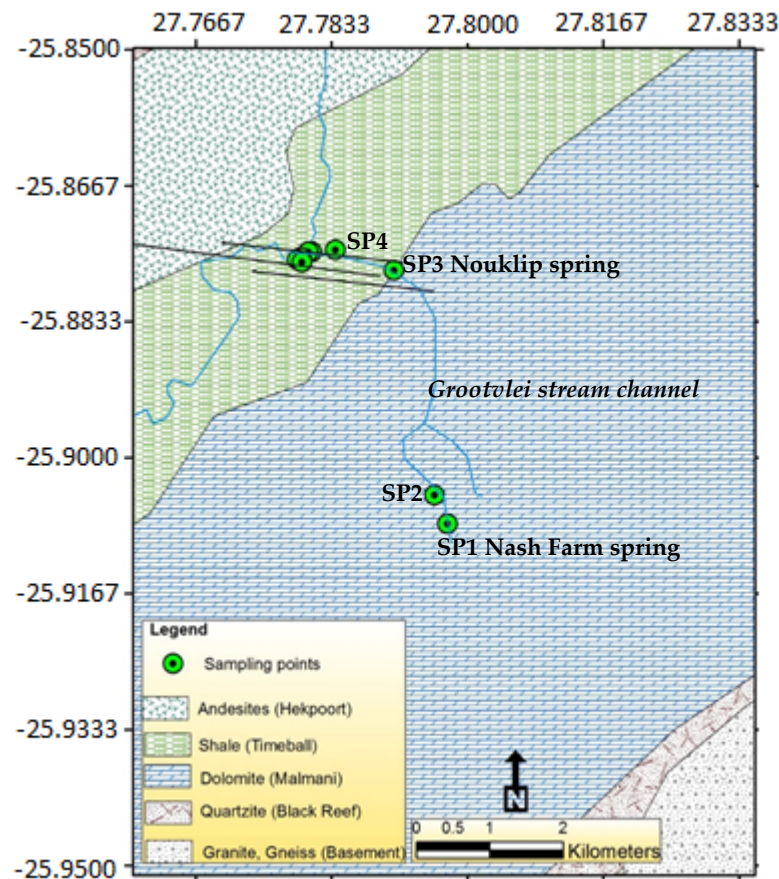 27.7667 27.7833 27.8000 27.8167 27.8333
-25.8500
-25.8667
SP4
SP3 Nouklip spring
-25.8833
Grootvlei stream channel
-25.9000
SP2
SP1 Nash Farm spring
-25.9167
Legend
Sampling points
Andesites (Hekpoort)
-25.9333
Shale (Timeball)
Dolomite (Malmani)
Quartzite (Black Reef)
N
0 0.5 1 2
Kilometers
Granite, Gneiss (Basement)
-25.9500